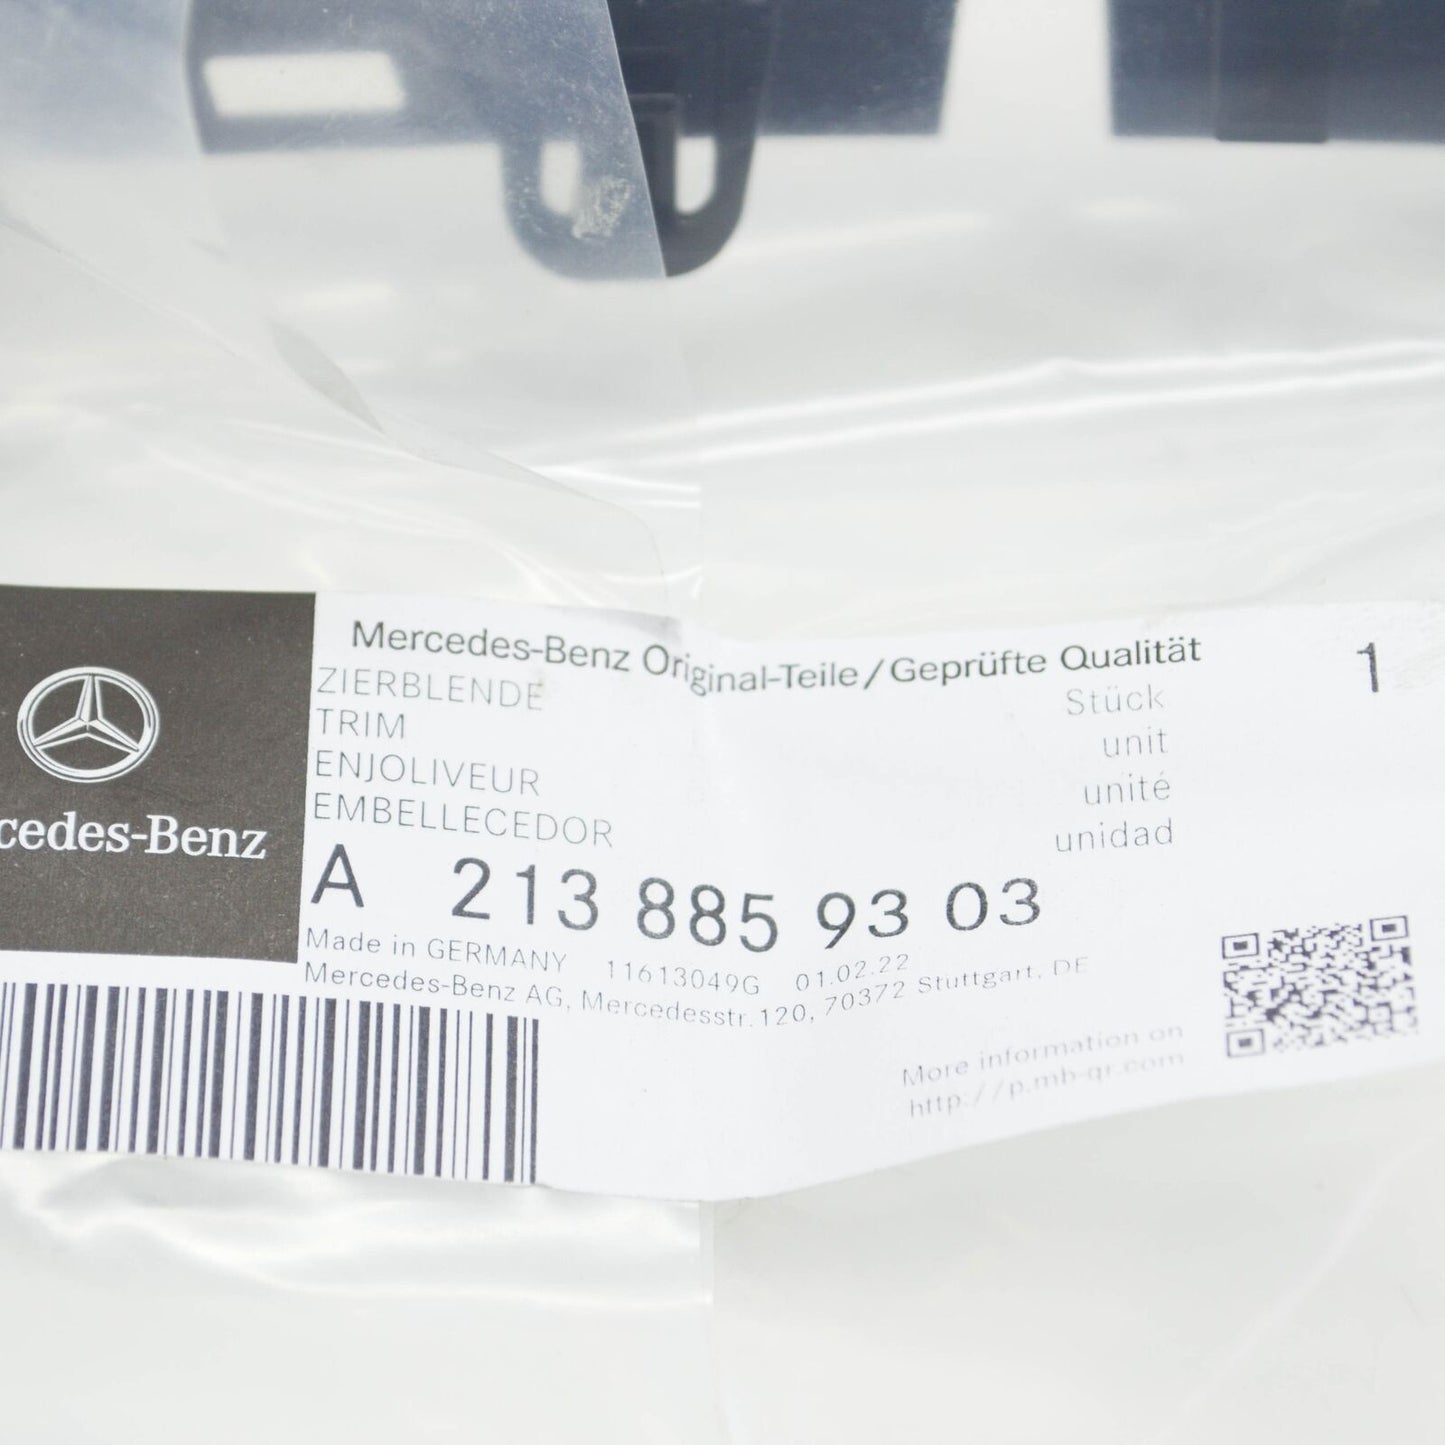 Mercedes-Benz Original-Teile/Geprüfte Qualität
1
ZIERBLENDE
TRIM
ENJOLIVEUR
EMBELLECEDOR
Stück
unit
unité
unidad
cedes-Benz
A 213 885 93 03
Made in GERMANY 11613049G 01.02.22
Mercedes-Benz AG, Mercedesstr.120, 70372 Stuttgart, DE
More information on
http://p.mb-qr.com